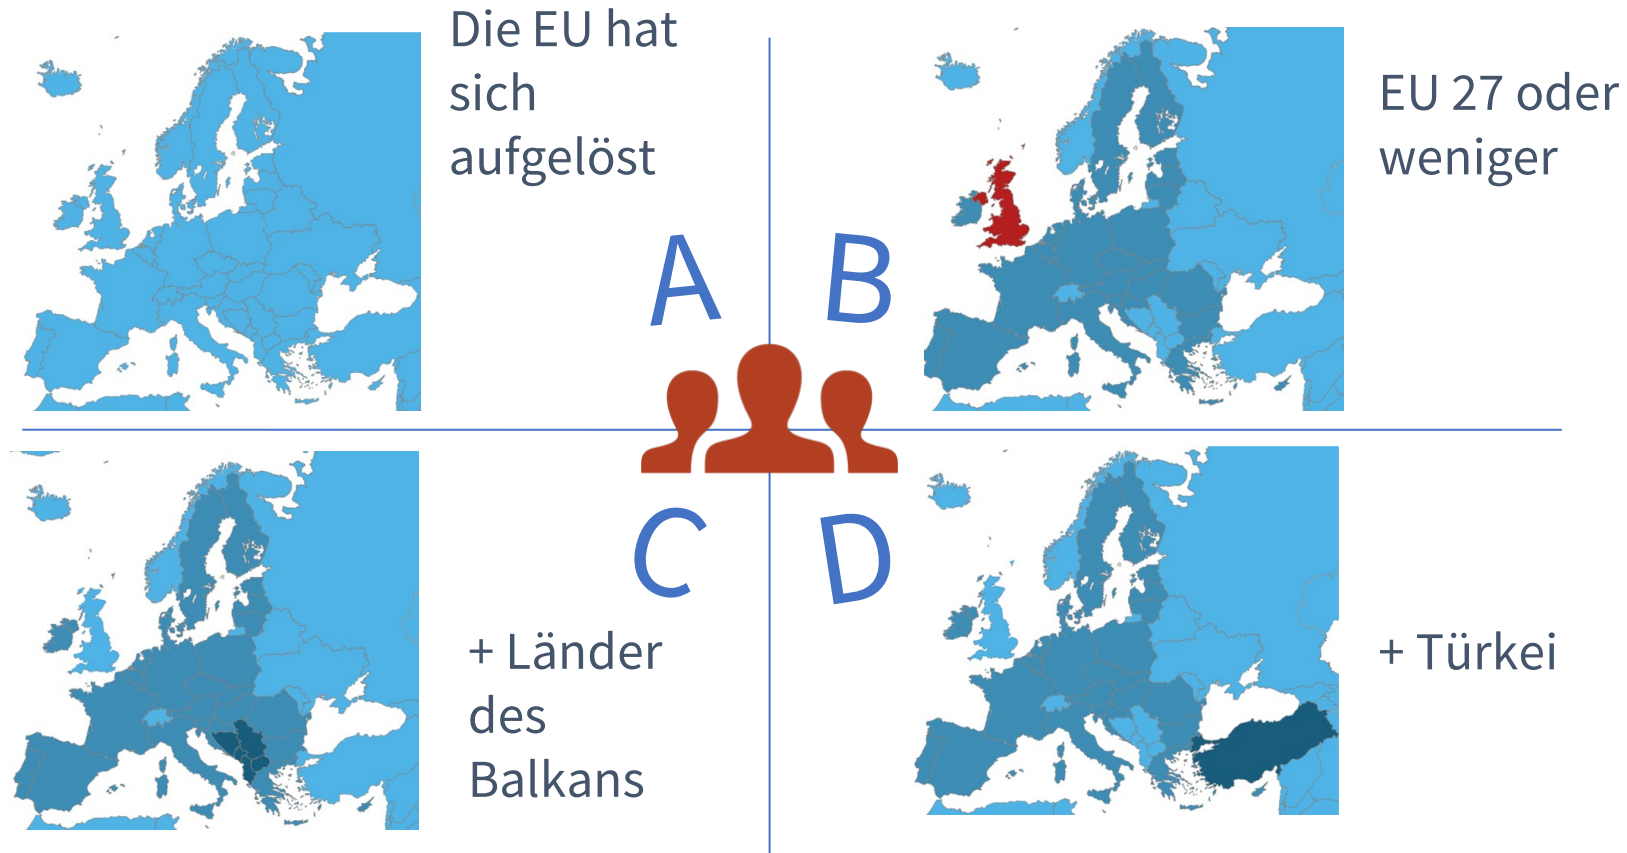 Die EU hat
sich
aufgelöst
A
B
EU 27 oder
weniger
C
+ Länder
des
Balkans
D
+ Türkei